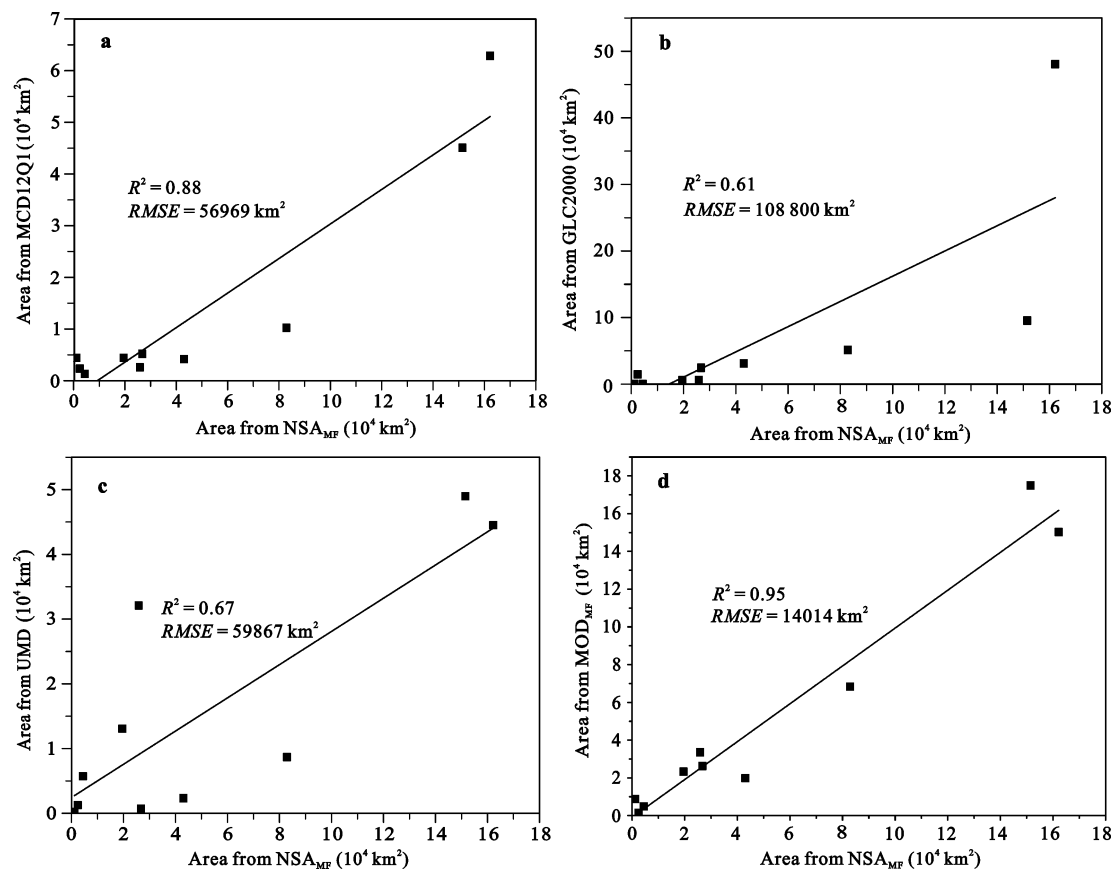 a
7
6
5
4
3
2
1
0
Area from MCD12Q1 (10⁴ km²)
R² = 0.88
RMSE = 56969 km²
2 4 6 8 10 12 14 16 18
Area from NSA_MF (10⁴ km²)
b
50
40
30
20
10
0
Area from GLC2000 (10⁴ km²)
R² = 0.61
RMSE = 108 800 km²
0 2 4 6 8 10 12 14 16 18
Area from NSA_MF (10⁴ km²)
c
5
4
3
2
1
0
Area from UMD (10⁴ km²)
R² = 0.67
RMSE = 59867 km²
0 2 4 6 8 10 12 14 16 18
Area from NSA_MF (10⁴ km²)
d
18
16
14
12
10
8
6
4
2
0
Area from MOD_MF (10⁴ km²)
R² = 0.95
RMSE = 14014 km²
0 2 4 6 8 10 12 14 16 18
Area from NSA_MF (10⁴ km²)